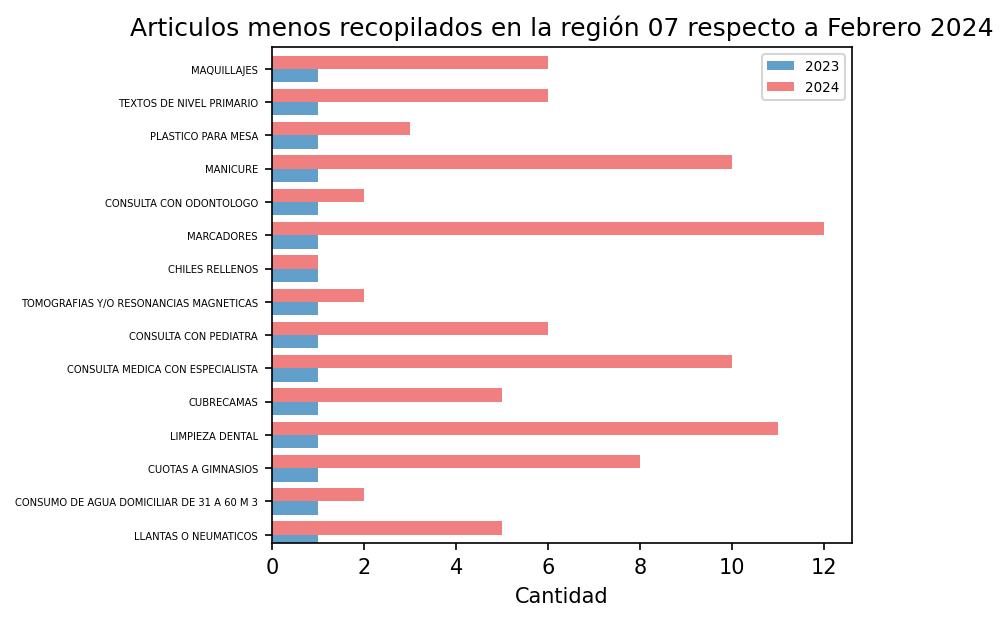 Articulos menos recopilados en la región 07 respecto a Febrero 2024
2023
2024
MAQUILLAJES
TEXTOS DE NIVEL PRIMARIO
PLASTICO PARA MESA
MANICURE
CONSULTA CON ODONTOLOGO
MARCADORES
CHILES RELLENOS
TOMOGRAFIAS Y/O RESONANCIAS MAGNETICAS
CONSULTA CON PEDIATRA
CONSULTA MEDICA CON ESPECIALISTA
CUBRECAMAS
LIMPIEZA DENTAL
CUOTAS A GIMNASIOS
CONSUMO DE AGUA DOMICILIAR DE 31 A 60 M 3
LLANTAS O NEUMATICOS
0 2 4 6 8 10 12
Cantidad